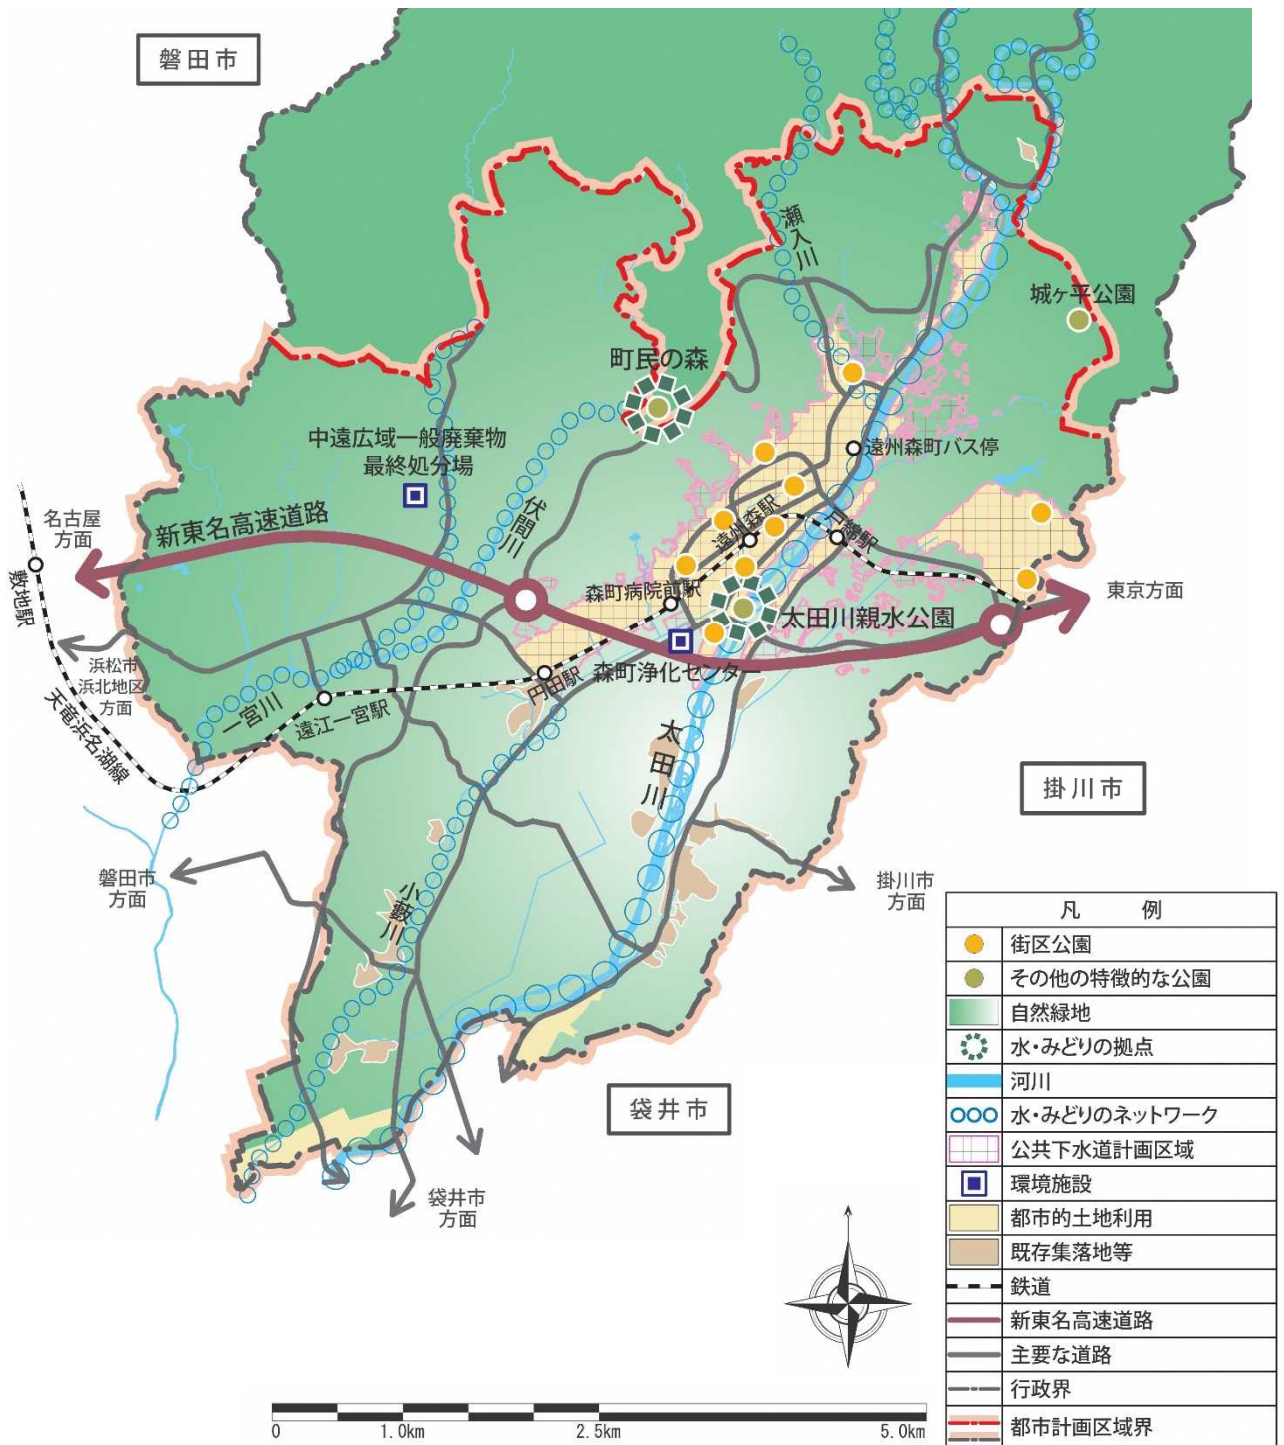 磐田市
瀬入川
城ヶ平公園
町民の森
遠州森町バス停
中遠広域一般廃棄物
最終処分場
名古屋
方面
新東名高速道路
伏間川
遠州森駅
戸綿駅
敷地駅
森町病院前駅
東京方面
太田川親水公園
浜松市
浜北地区
方面
森町浄化センター
円田駅
一宮川
遠江一宮駅
天竜浜名湖線
太田川
掛川市
磐田市
方面
掛川市
方面
小藪川
袋井市
袋井市
方面
凡 例
街区公園
その他の特徴的な公園
自然緑地
水・みどりの拠点
河川
水・みどりのネットワーク
公共下水道計画区域
環境施設
都市的土地利用
既存集落地等
鉄道
新東名高速道路
主要な道路
行政界
都市計画区域界
0 1.0km 2.5km 5.0km